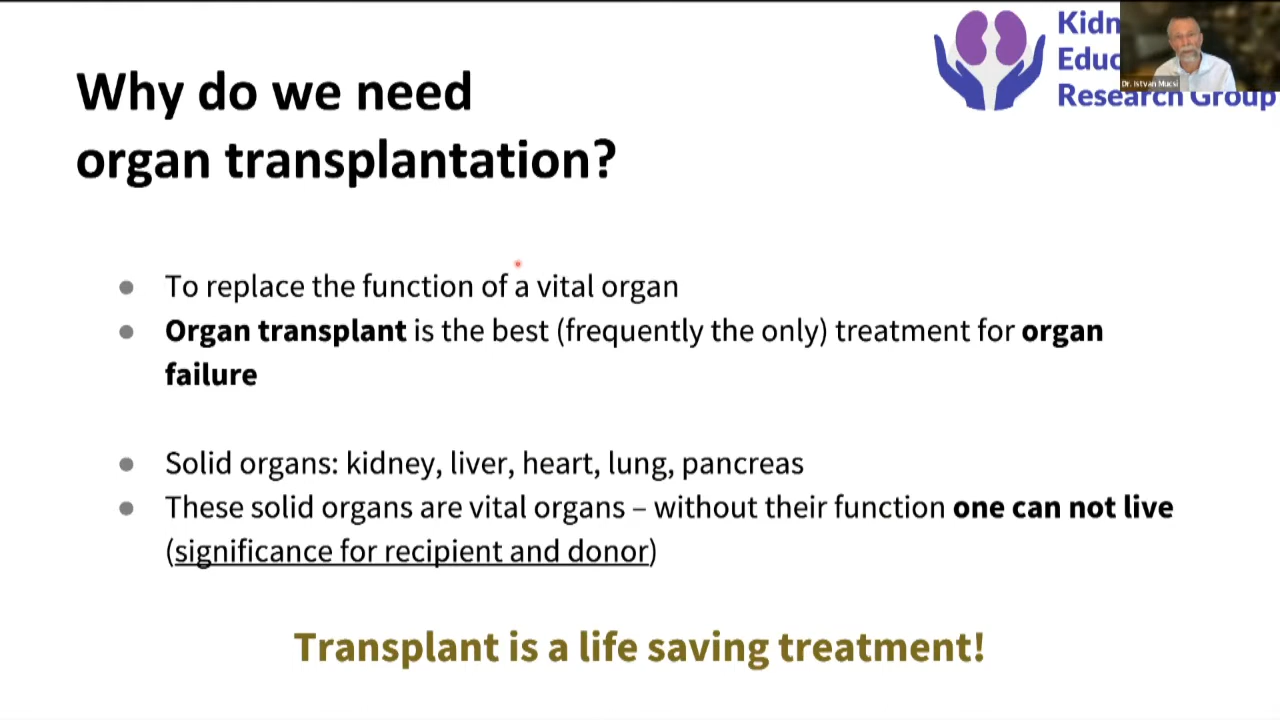 Why do we need
organ transplantation?
Kidn
Educ
Research Group
Dr. Istvan Mucsi
● To replace the function of a vital organ
● Organ transplant is the best (frequently the only) treatment for organ
failure
● Solid organs: kidney, liver, heart, lung, pancreas
● These solid organs are vital organs – without their function one can not live
(significance for recipient and donor)
Transplant is a life saving treatment!